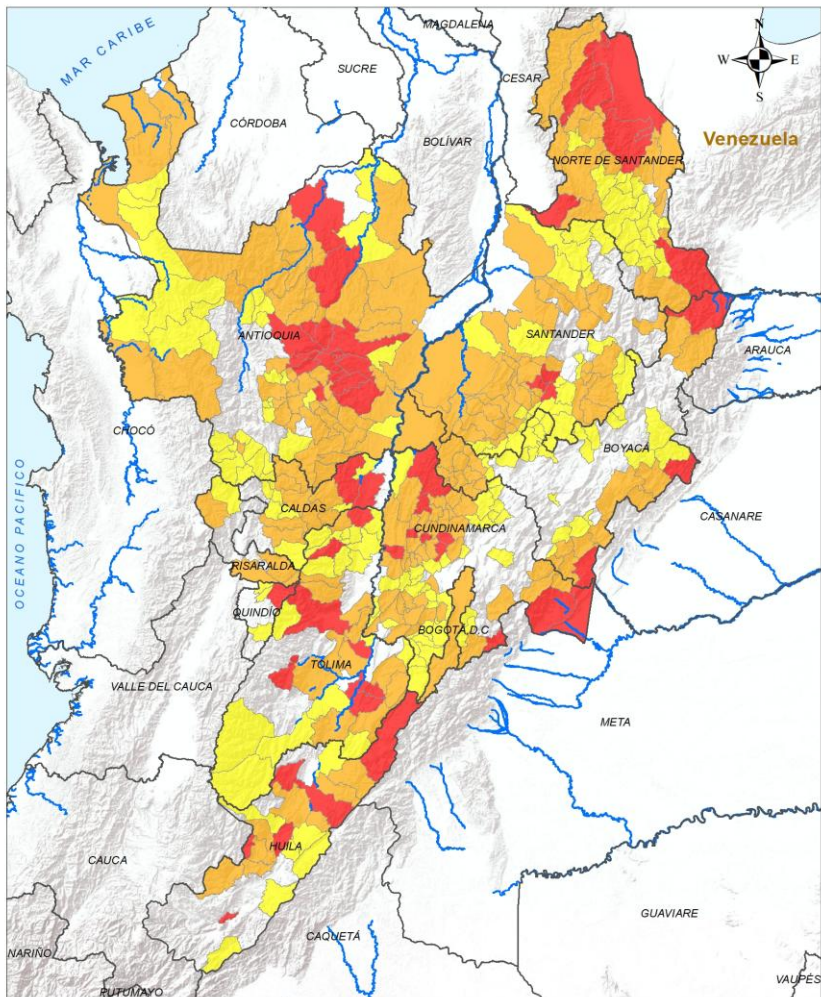 MAGDALENA
MAR CARIBE
N
SUCRE
CESAR
W
E
S
CÓRDOBA
BOLÍVAR
Venezuela
NORTE DE SANTANDER
ANTIOQUIA
SANTANDER
ARAUCA
CHOCÓ
BOYACÁ
OCEANO PACIFICO
CALDAS
CUNDINAMARCA
CASANARE
RISARALDA
QUINDÍO
BOGOTÁ D.C
TOLIMA
VALLE DEL CAUCA
META
HUILA
CAUCA
GUAVIARE
CAQUETÁ
NARIÑO
VAUPÉS
PUTUMAYO